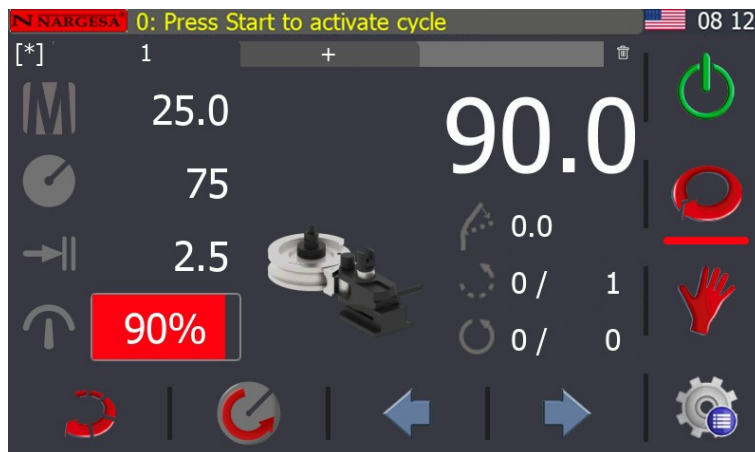 NARGESA 0: Press Start to activate cycle 08 12
[*] 1 +
25.0
90.0
75
0.0
2.5
0 / 1
90%
0 / 0